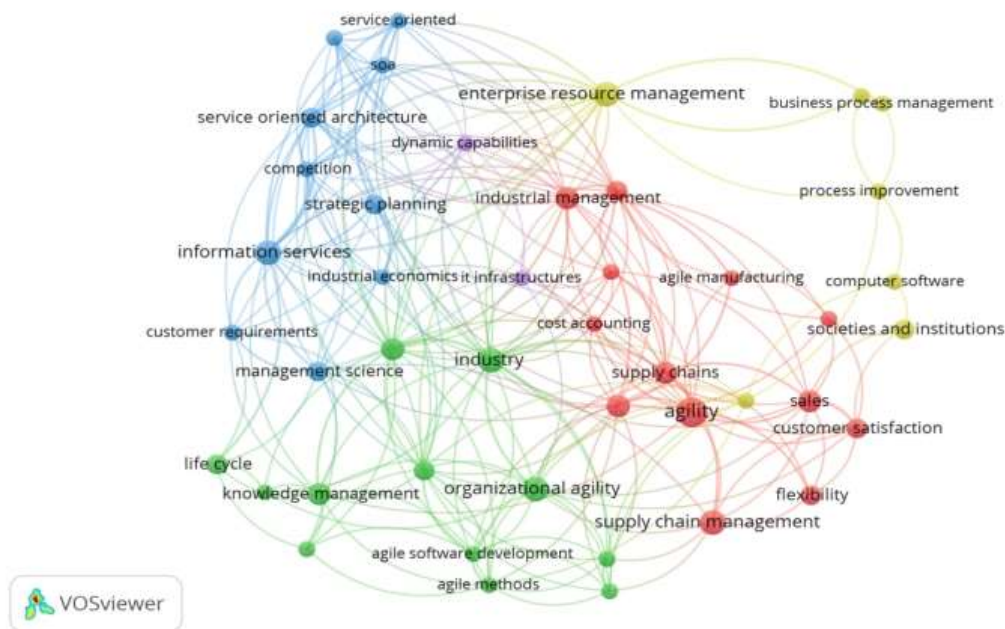 service oriented
soa
enterprise resource management
business process management
service oriented architecture
dynamic capabilities
competition
process improvement
strategic planning
industrial management
information services
industrial economics
it infrastructures
agile manufacturing
computer software
customer requirements
cost accounting
societies and institutions
management science
industry
supply chains
agility
sales
customer satisfaction
life cycle
knowledge management
organizational agility
flexibility
supply chain management
agile software development
agile methods
VOSviewer